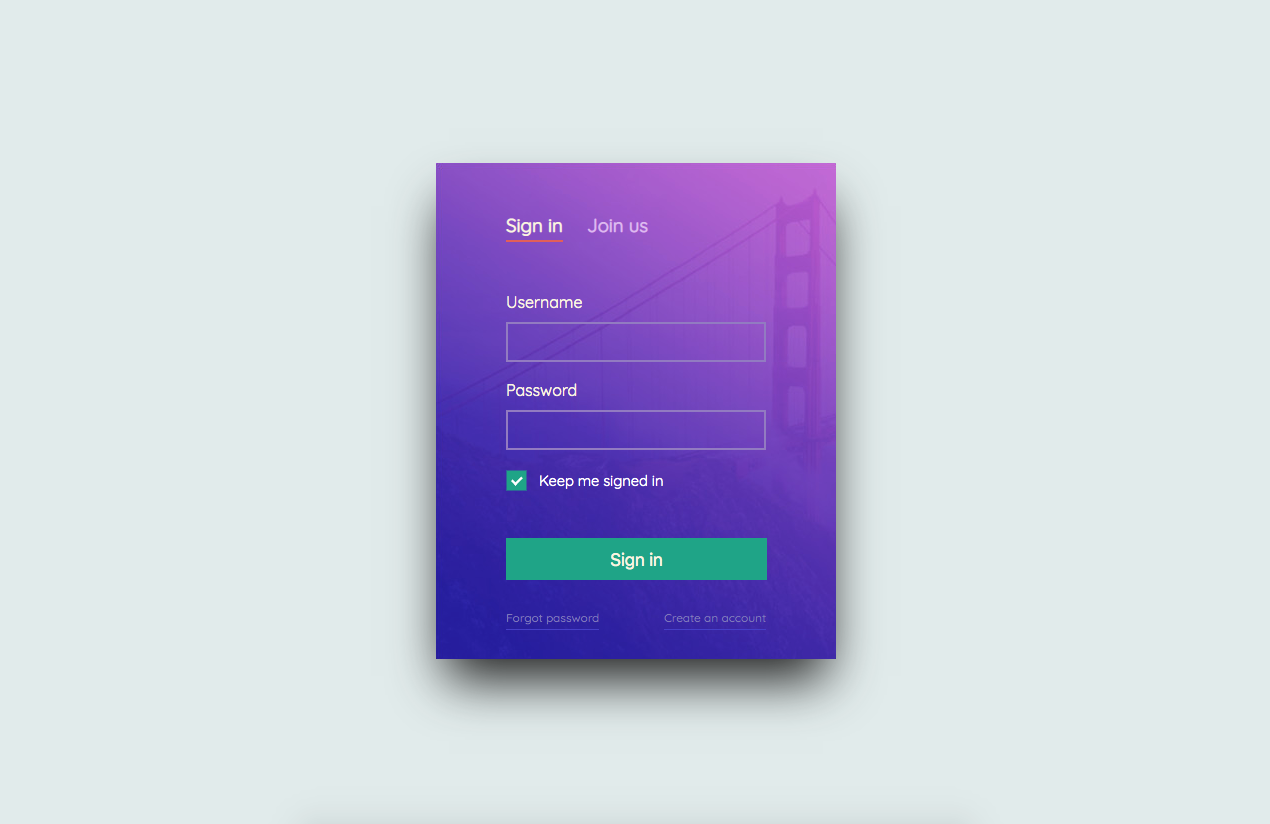 Sign in Join us
Username
Password
Keep me signed in
Sign in
Forgot password Create an account